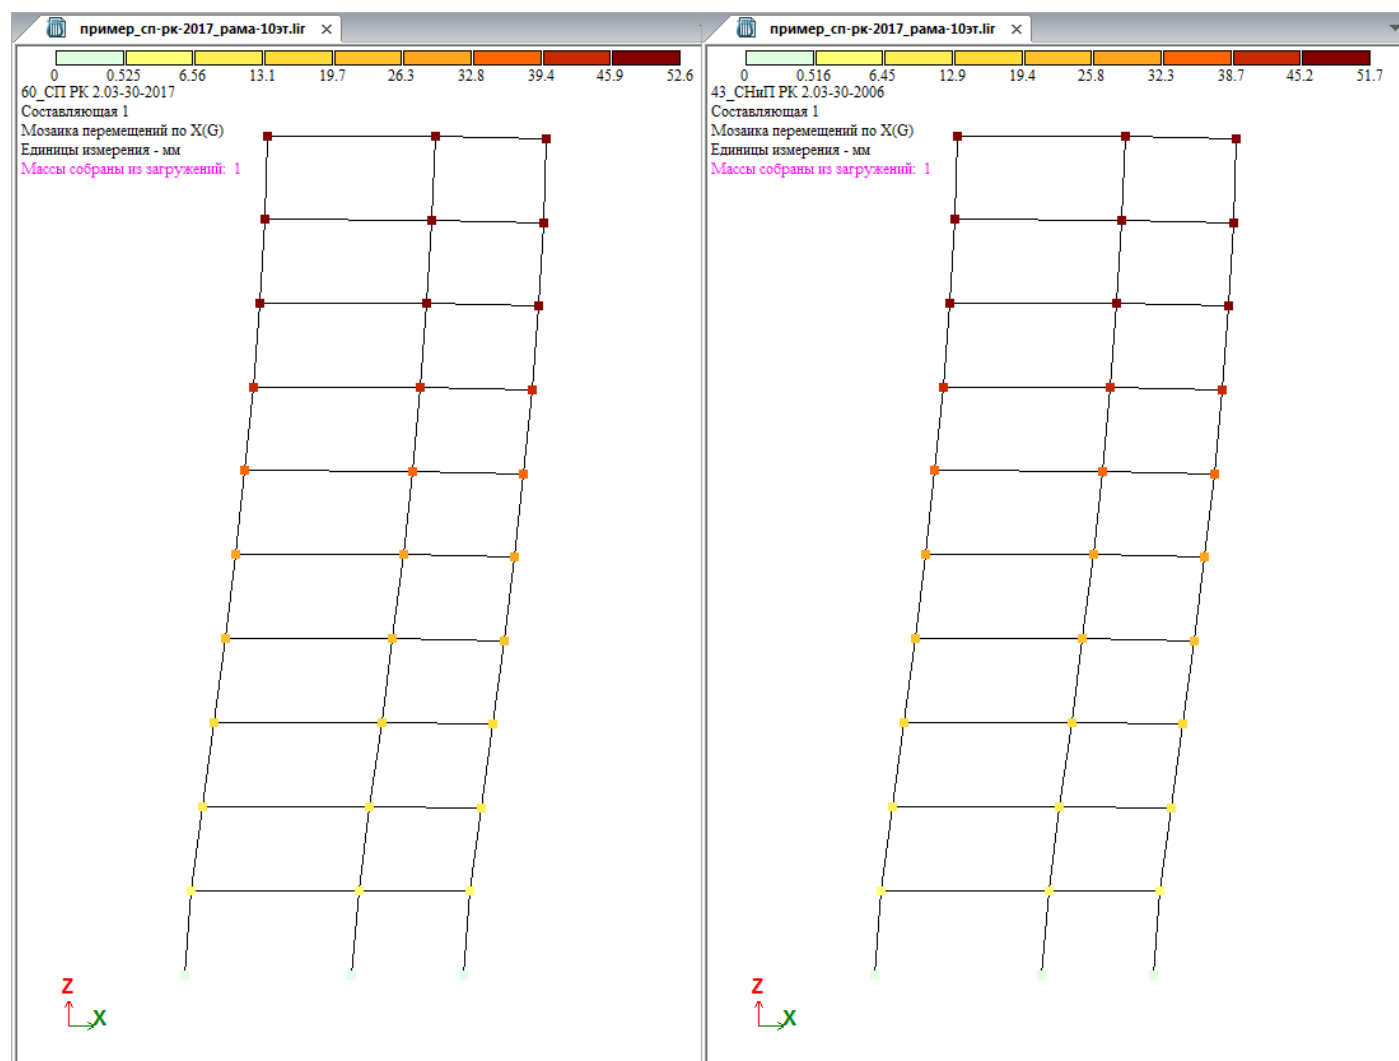 пример_сп-рк-2017_рама-10эт.lir ×
0 0.525 6.56 13.1 19.7 26.3 32.8 39.4 45.9 52.6
60_СП РК 2.03-30-2017
Составляющая 1
Мозаика перемещений по X(G)
Единицы измерения - мм
Массы собраны из загружений: 1
Z
X
пример_сп-рк-2017_рама-10эт.lir ×
0 0.516 6.45 12.9 19.4 25.8 32.3 38.7 45.2 51.7
43_СНиП РК 2.03-30-2006
Составляющая 1
Мозаика перемещений по X(G)
Единицы измерения - мм
Массы собраны из загружений: 1
Z
X